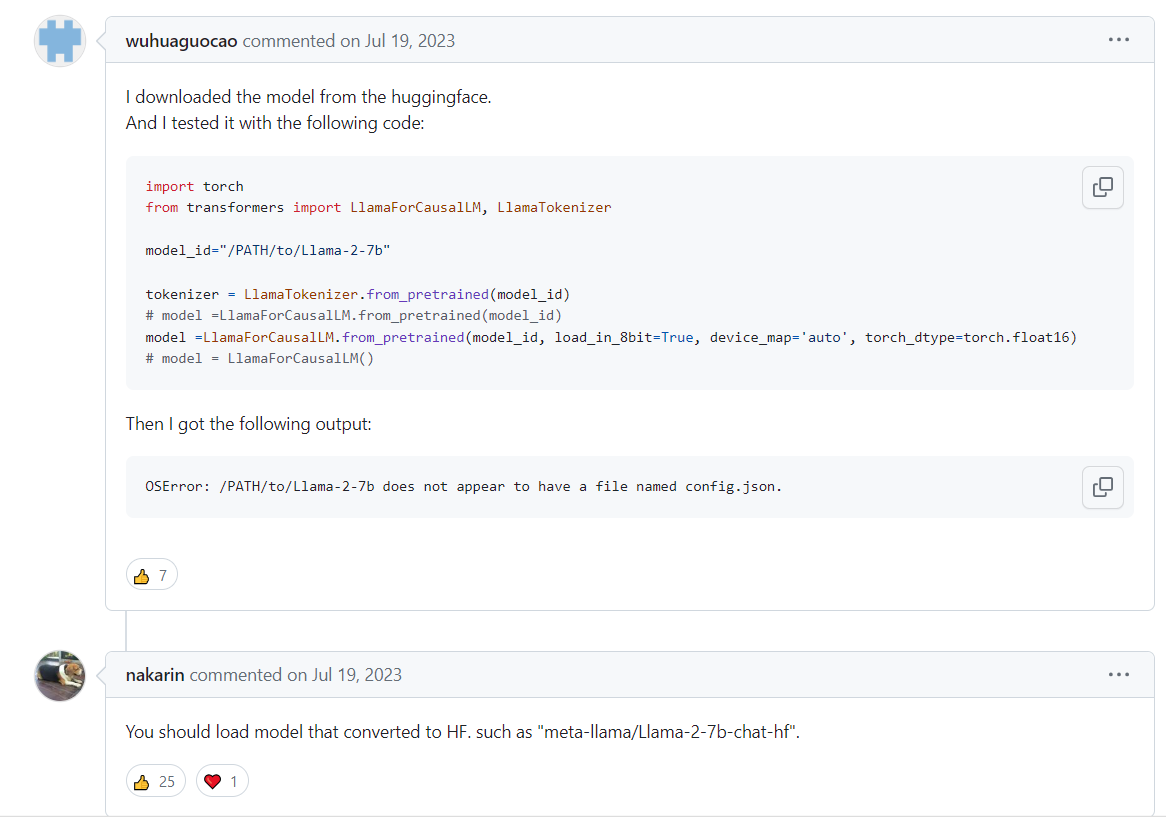 wuhuaguocao commented on Jul 19, 2023
I downloaded the model from the huggingface.
And I tested it with the following code:
import torch
from transformers import LlamaForCausalLM, LlamaTokenizer
model_id="/PATH/to/Llama-2-7b"
tokenizer = LlamaTokenizer.from_pretrained(model_id)
# model =LlamaForCausalLM.from_pretrained(model_id)
model =LlamaForCausalLM.from_pretrained(model_id, load_in_8bit=True, device_map='auto', torch_dtype=torch.float16)
# model = LlamaForCausalLM()
Then I got the following output:
OSError: /PATH/to/Llama-2-7b does not appear to have a file named config.json.
👍 7
nakarin commented on Jul 19, 2023
You should load model that converted to HF. such as "meta-llama/Llama-2-7b-chat-hf".
👍 25 ❤️ 1